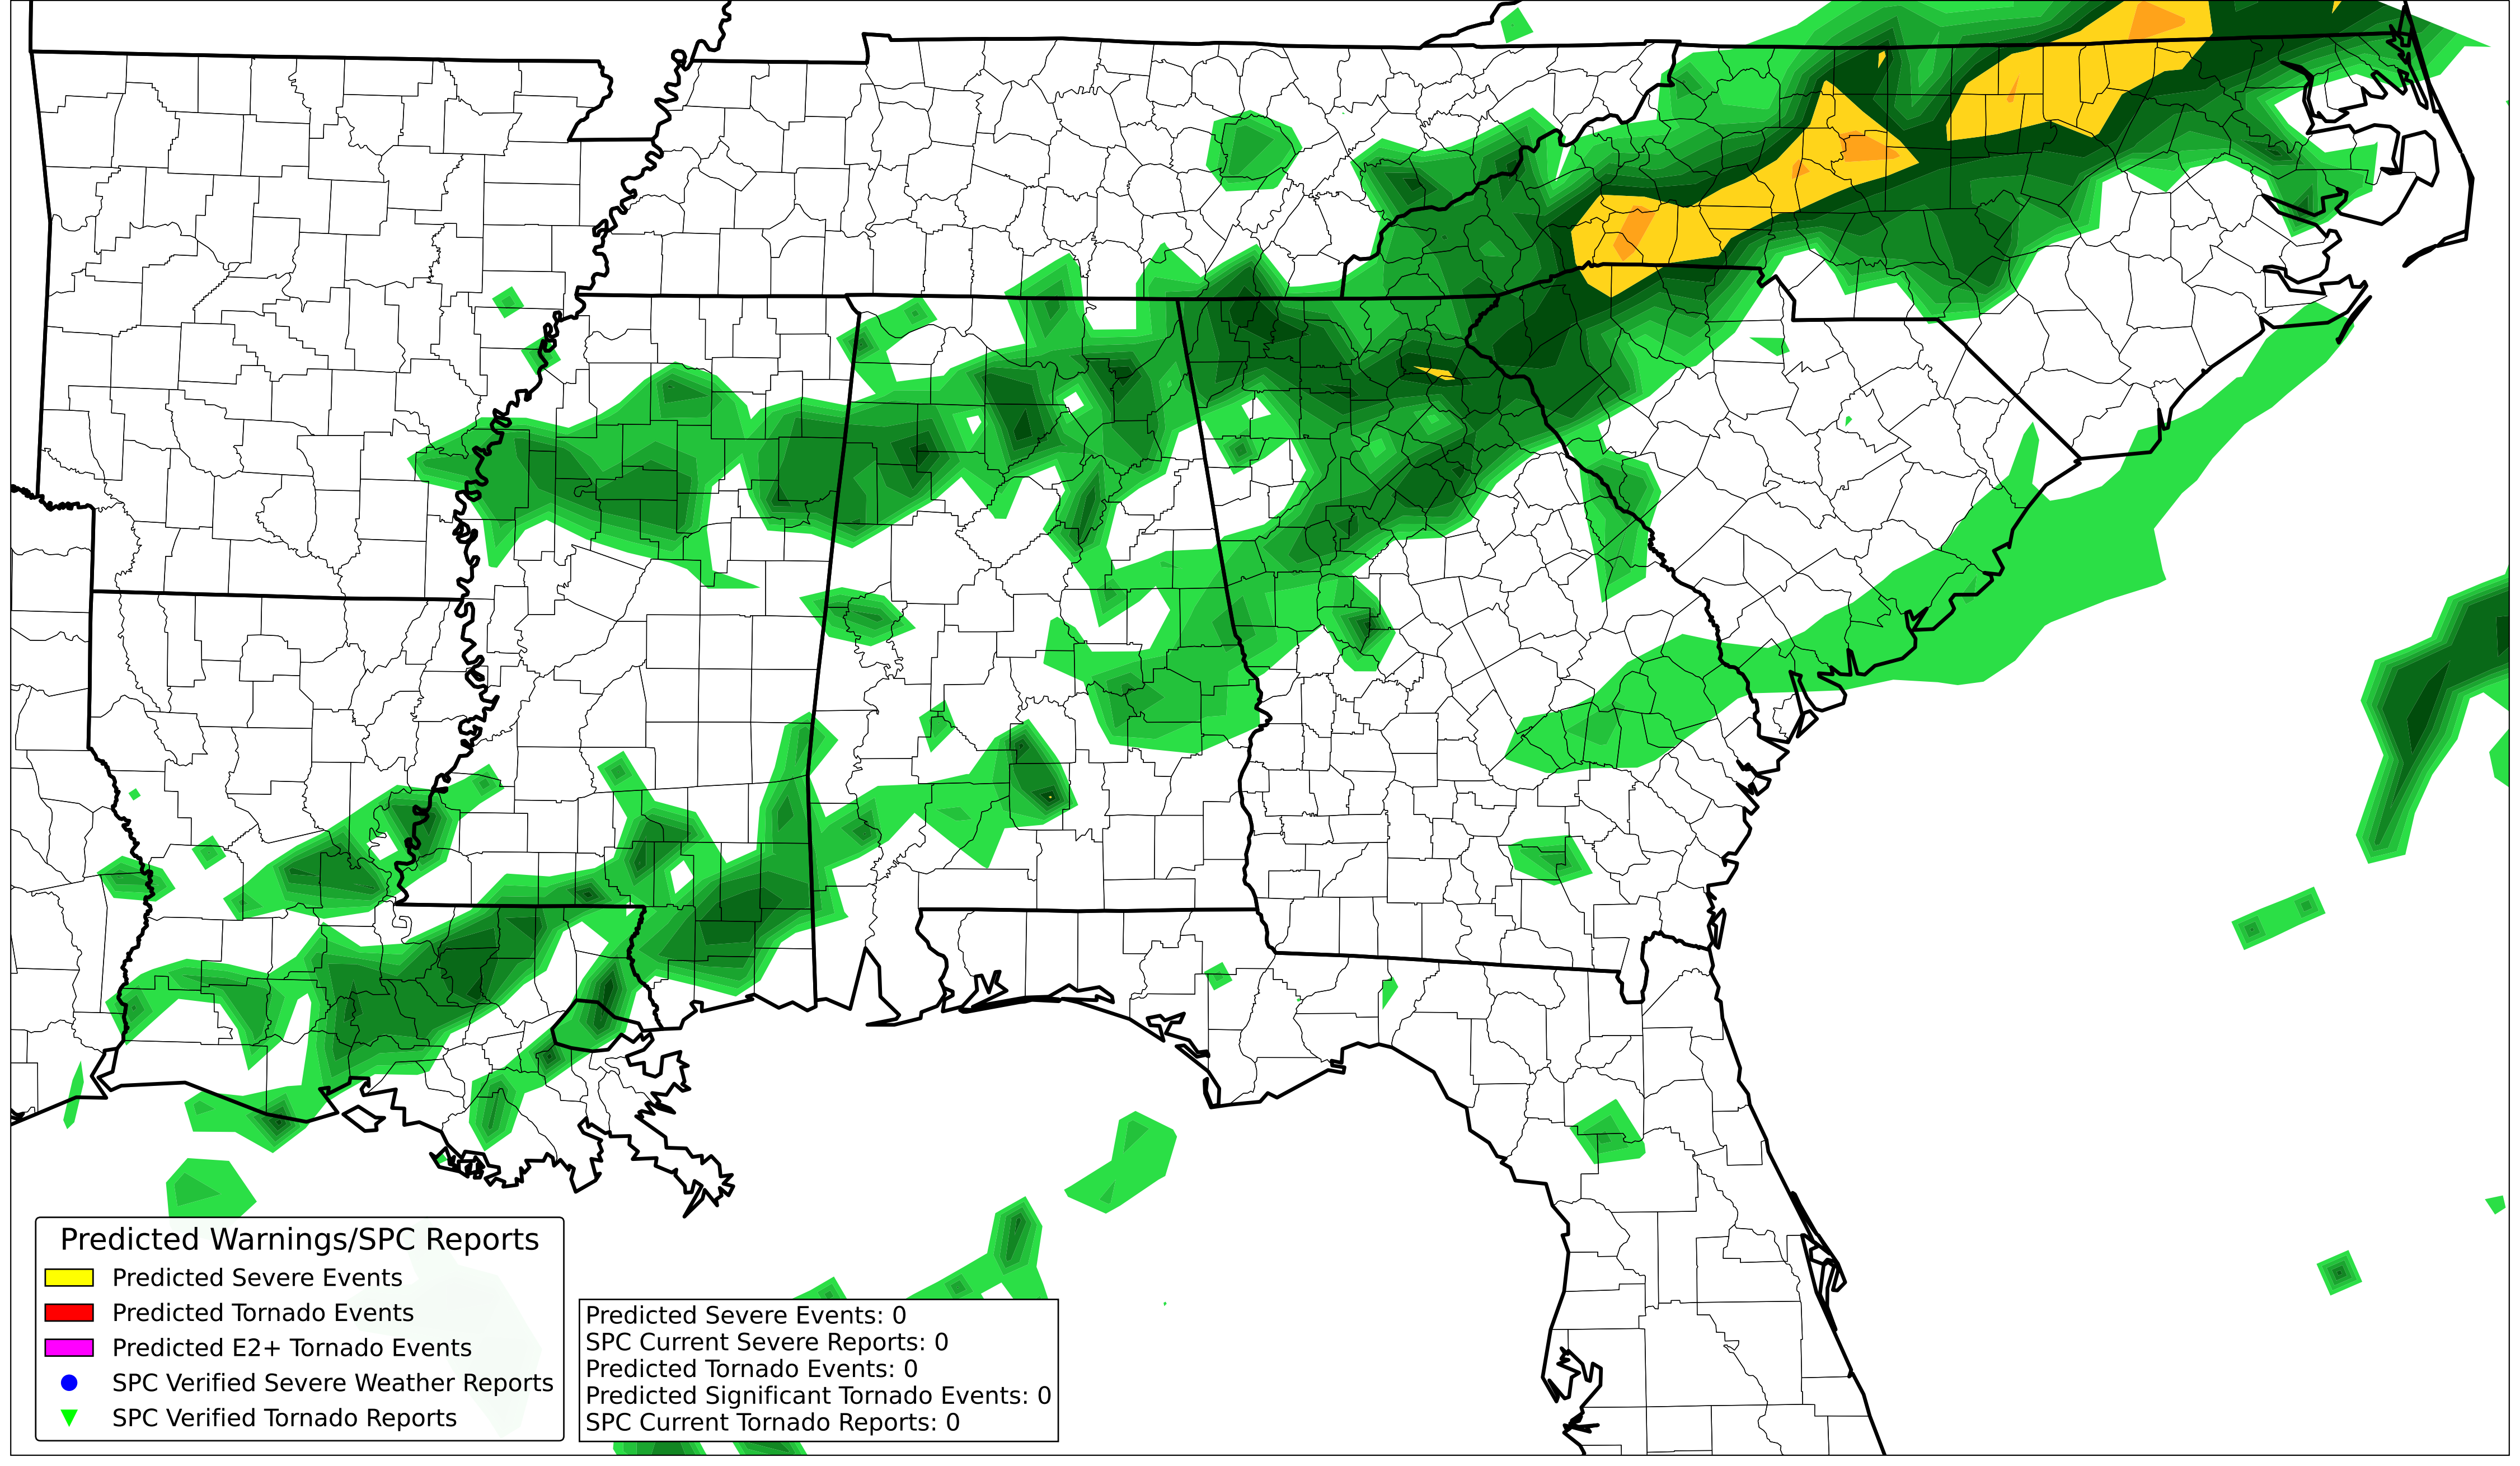 Predicted Warnings/SPC Reports
Predicted Severe Events
Predicted Tornado Events
Predicted E2+ Tornado Events
SPC Verified Severe Weather Reports
SPC Verified Tornado Reports
Predicted Severe Events: 0
SPC Current Severe Reports: 0
Predicted Tornado Events: 0
Predicted Significant Tornado Events: 0
SPC Current Tornado Reports: 0